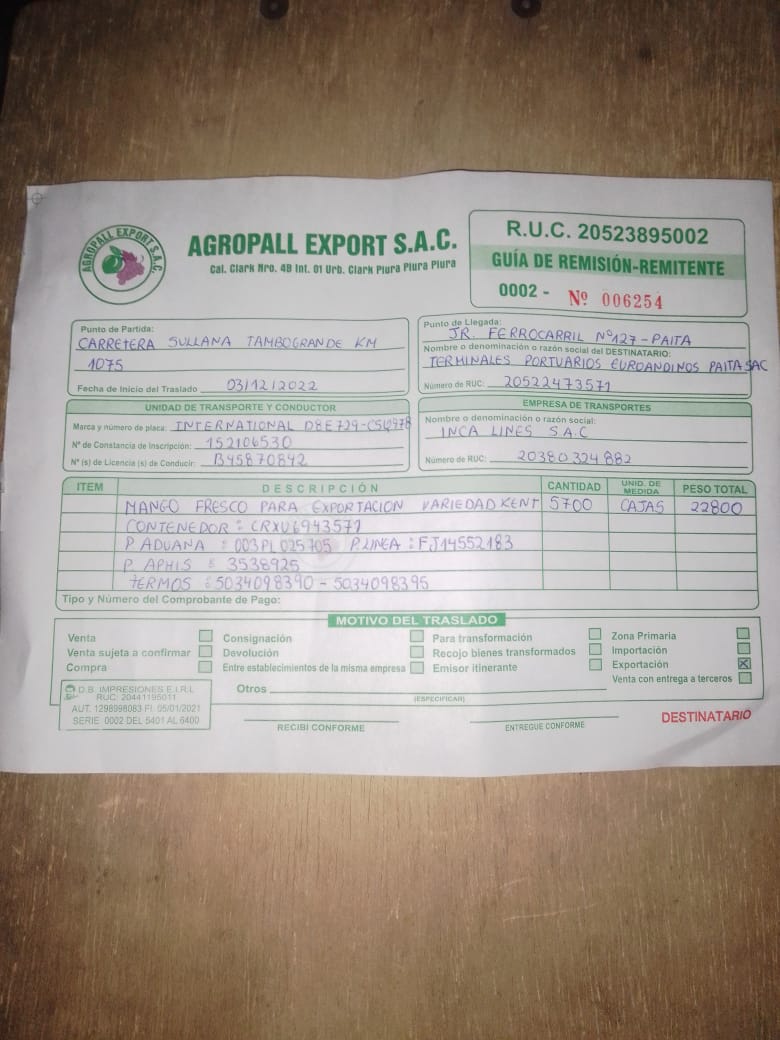 AGROPALL EXPORT S.A.C.
AGROPALL EXPORT S.A.C.
Cal. Clark Nro. 4B Int. 01 Urb. Clark Piura Piura Piura
R.U.C. 20523895002
GUÍA DE REMISIÓN-REMITENTE
0002 - Nº 006254
Punto de Partida:
CARRETERA SULLANA TAMBOGRANDE KM
1075
Fecha de Inicio del Traslado 03/12/2022
Punto de Llegada:
JR. FERROCARRIL Nº127 - PAITA
Nombre o denominación o razón social del DESTINATARIO:
TERMINALES PORTUARIOS EUROANDINOS PAITA SAC
Número de RUC: 20522473571
UNIDAD DE TRANSPORTE Y CONDUCTOR
Marca y número de placa: INTERNATIONAL D8E729-C5U978
Nº de Constancia de Inscripción: 152106530
Nº (s) de Licencia (s) de Conducir: B45870842
EMPRESA DE TRANSPORTES
Nombre o denominación o razón social:
INCA LINES S.A.C
Número de RUC: 20380324882
ITEM DESCRIPCIÓN CANTIDAD UNID. DE MEDIDA PESO TOTAL
MANGO FRESCO PARA EXPORTACION VARIEDAD KENT 5700 CAJAS 22800
CONTENEDOR : CRXU6943571
P. ADUANA : 003PL025705 P.LINEA : FJ14552183
P. APHIS : 3538925
TERMOS : 5034098390 - 5034098395
Tipo y Número del Comprobante de Pago:
MOTIVO DEL TRASLADO
Venta
Venta sujeta a confirmar
Compra
Consignación
Devolución
Entre establecimientos de la misma empresa
Para transformación
Recojo bienes transformados
Emisor itinerante
Zona Primaria
Importación
Exportación X
Venta con entrega a terceros
Otros
(ESPECIFICAR)
D.B. IMPRESIONES E.I.R.L
RUC: 20441195011
AUT. 1298998083 FI. 05/01/2021
SERIE 0002 DEL 5401 AL 6400
RECIBI CONFORME
ENTREGUE CONFORME
DESTINATARIO